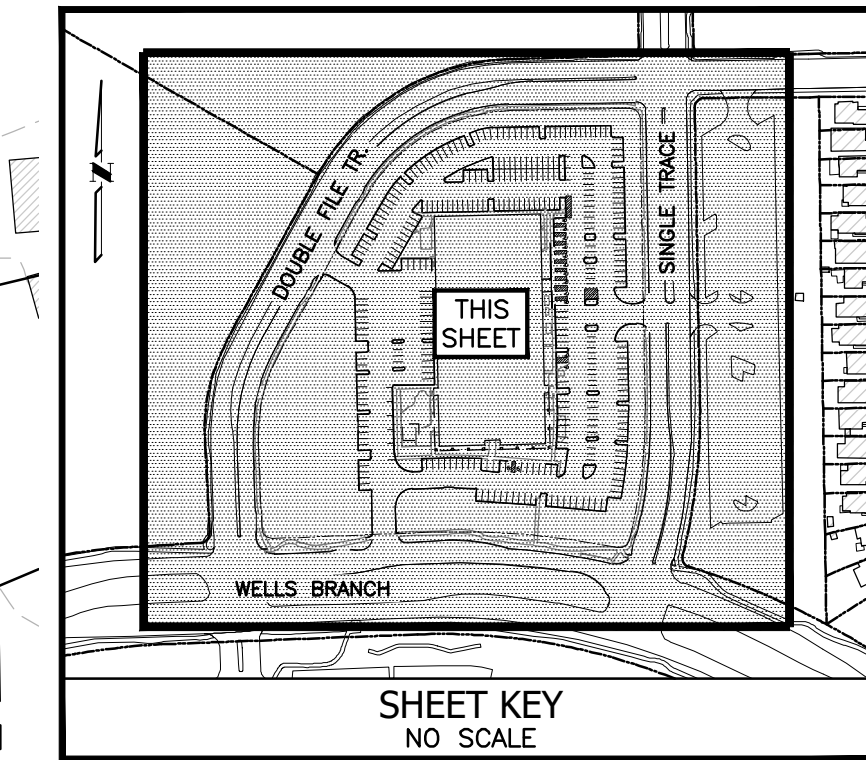 N
DOUBLE FILE TR.
SINGLE TRACE
THIS
SHEET
WELLS BRANCH
SHEET KEY
NO SCALE